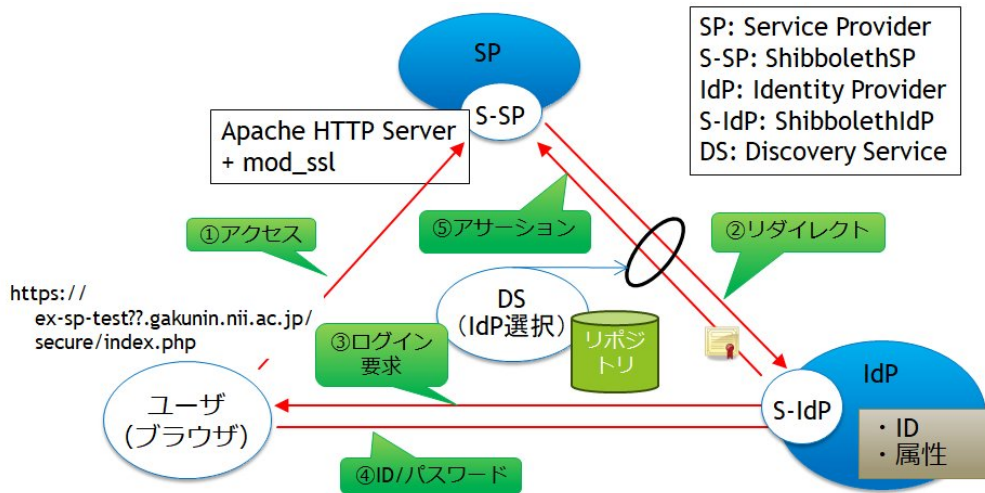 SP
S-SP
SP: Service Provider
S-SP: ShibbolethSP
IdP: Identity Provider
S-IdP: ShibbolethIdP
DS: Discovery Service
Apache HTTP Server
+ mod_ssl
①アクセス
⑤アサーション
②リダイレクト
https://
ex-sp-test??.gakunin.nii.ac.jp/
secure/index.php
DS
(IdP選択)
リポジ
トリ
③ログイン
要求
ユーザ
(ブラウザ)
④ID/パスワード
IdP
S-IdP
・ID
・属性